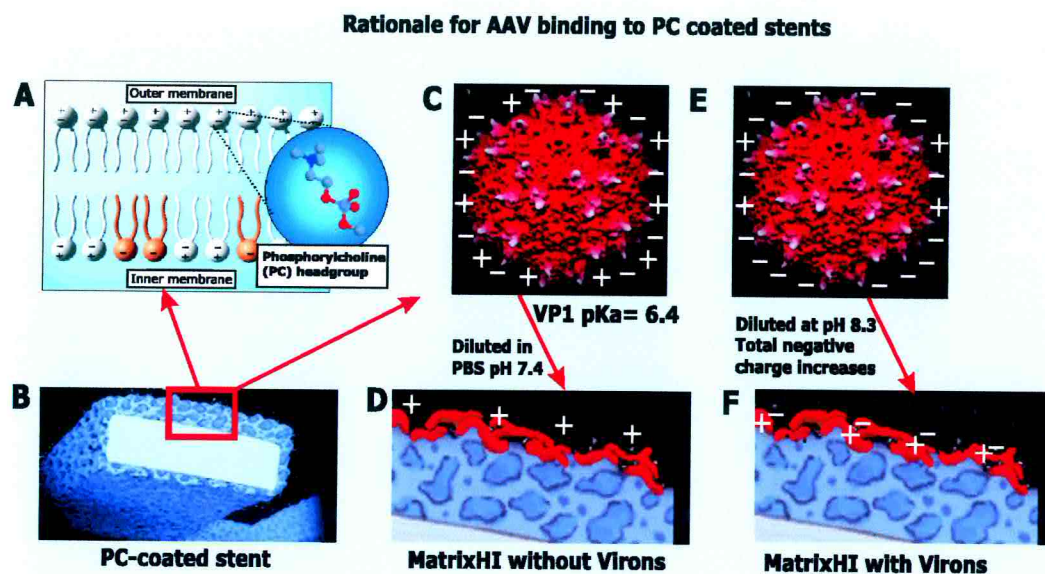 Rationale for AAV binding to PC coated stents
A
Outer membrane
Phosphorylcholine
(PC) headgroup
Inner membrane
C
VP1 pKa= 6.4
Diluted in
PBS pH 7.4
E
Diluted at pH 8.3
Total negative
charge increases
B
PC-coated stent
D
MatrixHI without Virons
F
MatrixHI with Virons